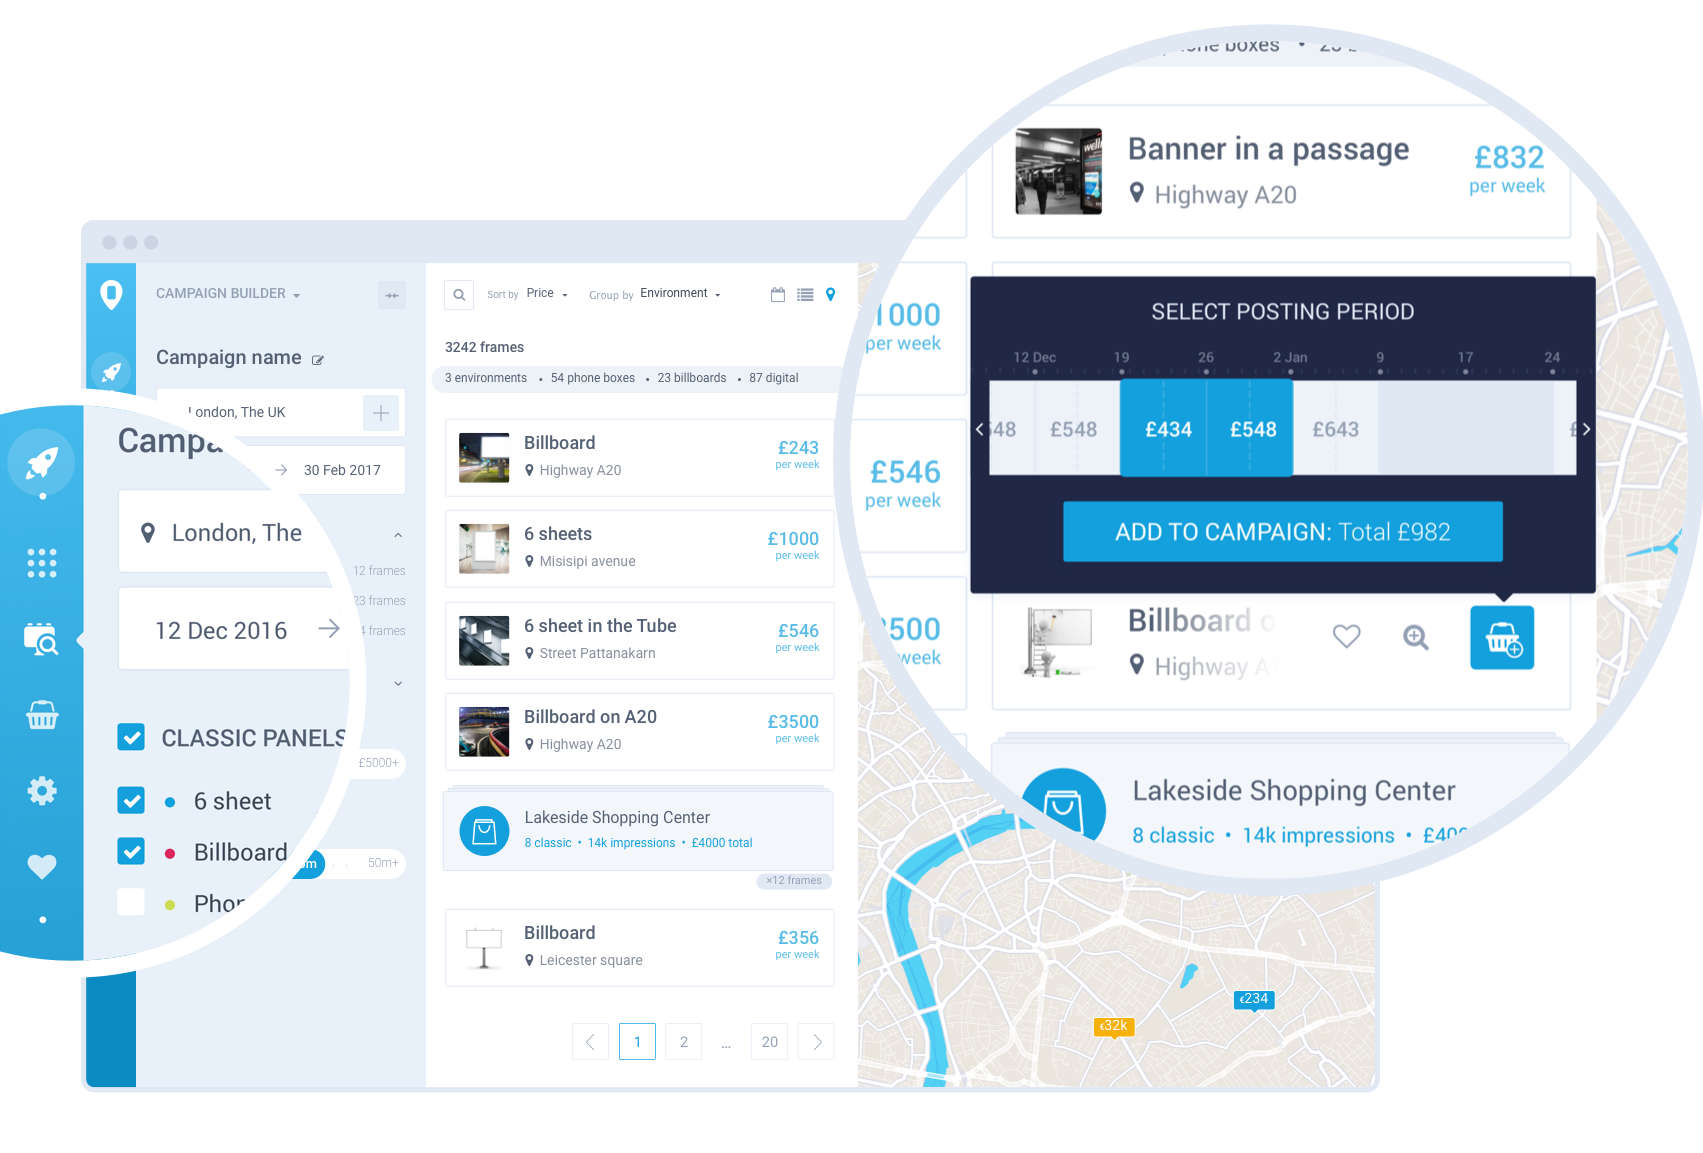 CAMPAIGN BUILDER
Campaign name
London, The UK
30 Feb 2017
12 frames
23 frames
frames
£5000+
50m+
Campa
London, The
12 Dec 2016
CLASSIC PANELS
6 sheet
Billboard
Sort by Price
Group by Environment
3242 frames
3 environments • 54 phone boxes • 23 billboards • 87 digital
Billboard
Highway A20
£243
per week
6 sheets
Misisipi avenue
£1000
per week
6 sheet in the Tube
Street Pattanakarn
£546
per week
Billboard on A20
Highway A20
£3500
per week
Lakeside Shopping Center
8 classic • 14k impressions • £4000 total
×12 frames
Billboard
Leicester square
£356
per week
1 2 ... 20
phone boxes • 23 b
Banner in a passage
Highway A20
£832
per week
1000
per week
£546
per week
£500
week
SELECT POSTING PERIOD
12 Dec 19 26 2 Jan 9 17 24
548 £548 £434 £548 £643
ADD TO CAMPAIGN: Total £982
Billboard o
Highway A1
Lakeside Shopping Center
8 classic • 14k impressions • £400
€234
€32k